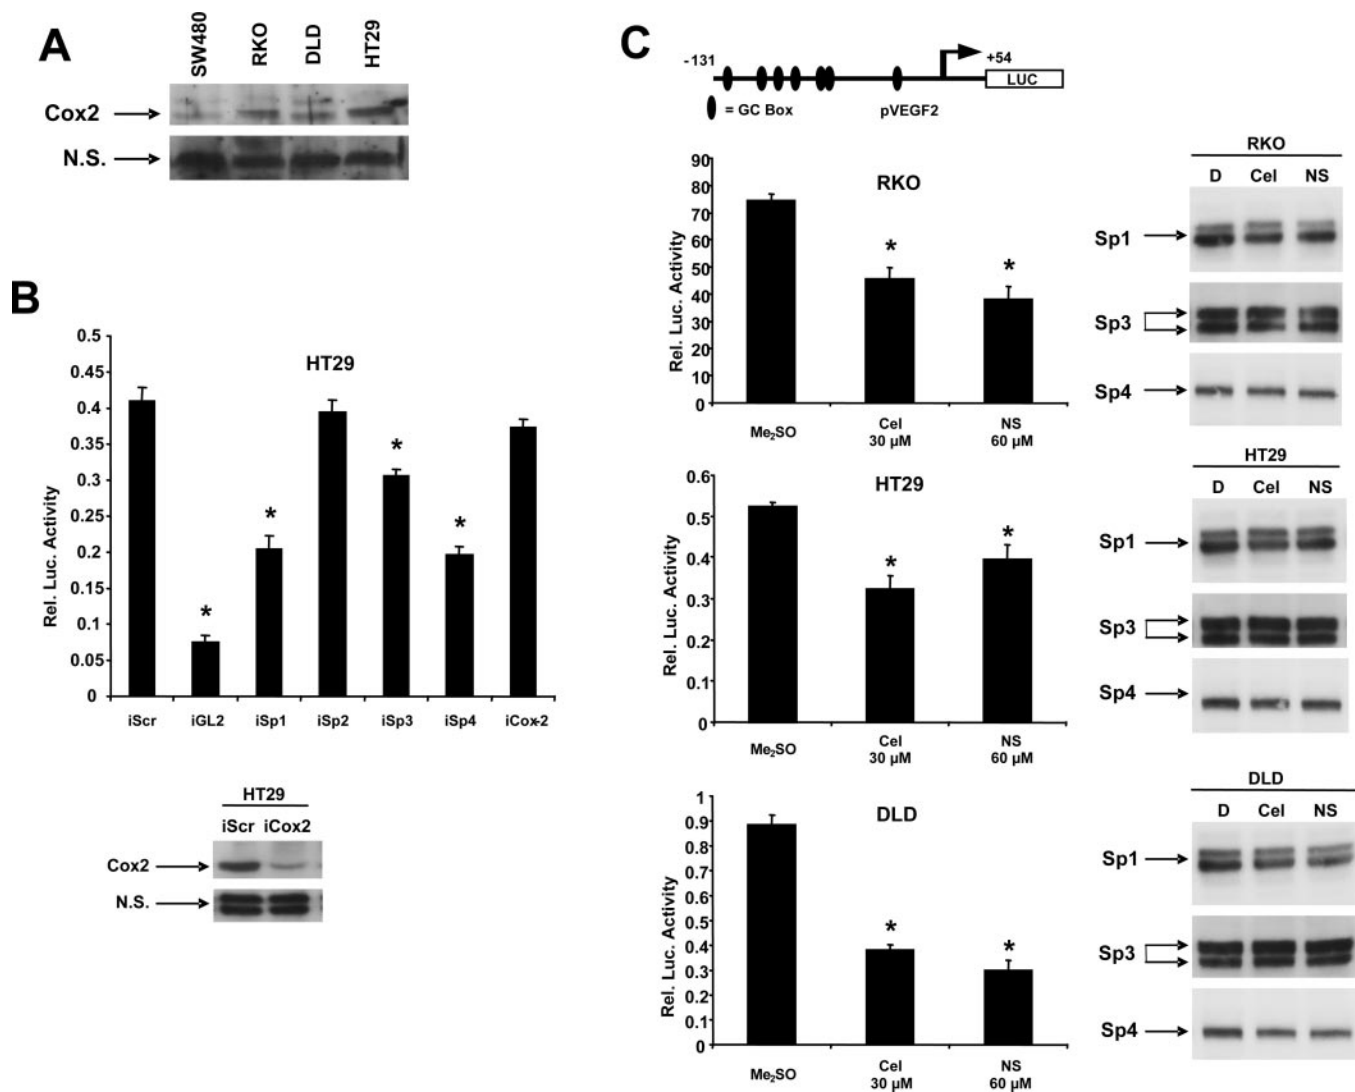 A
SW480 RKO DLD HT29
Cox2
N.S.
B
HT29
Rel. Luc. Activity
0.5
0.45
0.4
0.35
0.3
0.25
0.2
0.15
0.1
0.05
0
* * * *
iScr iGL2 iSp1 iSp2 iSp3 iSp4 iCox-2
HT29
iScr iCox2
Cox2
N.S.
C
-131 +54
LUC
= GC Box pVEGF2
RKO
Rel. Luc. Activity
90
80
70
60
50
40
30
20
10
0
* *
Me₂SO Cel NS
30 µM 60 µM
RKO
D Cel NS
Sp1
Sp3
Sp4
HT29
Rel. Luc. Activity
0.6
0.5
0.4
0.3
0.2
0.1
0
* *
Me₂SO Cel NS
30 µM 60 µM
HT29
D Cel NS
Sp1
Sp3
Sp4
DLD
Rel. Luc. Activity
1
0.9
0.8
0.7
0.6
0.5
0.4
0.3
0.2
0.1
0
* *
Me₂SO Cel NS
30 µM 60 µM
DLD
D Cel NS
Sp1
Sp3
Sp4